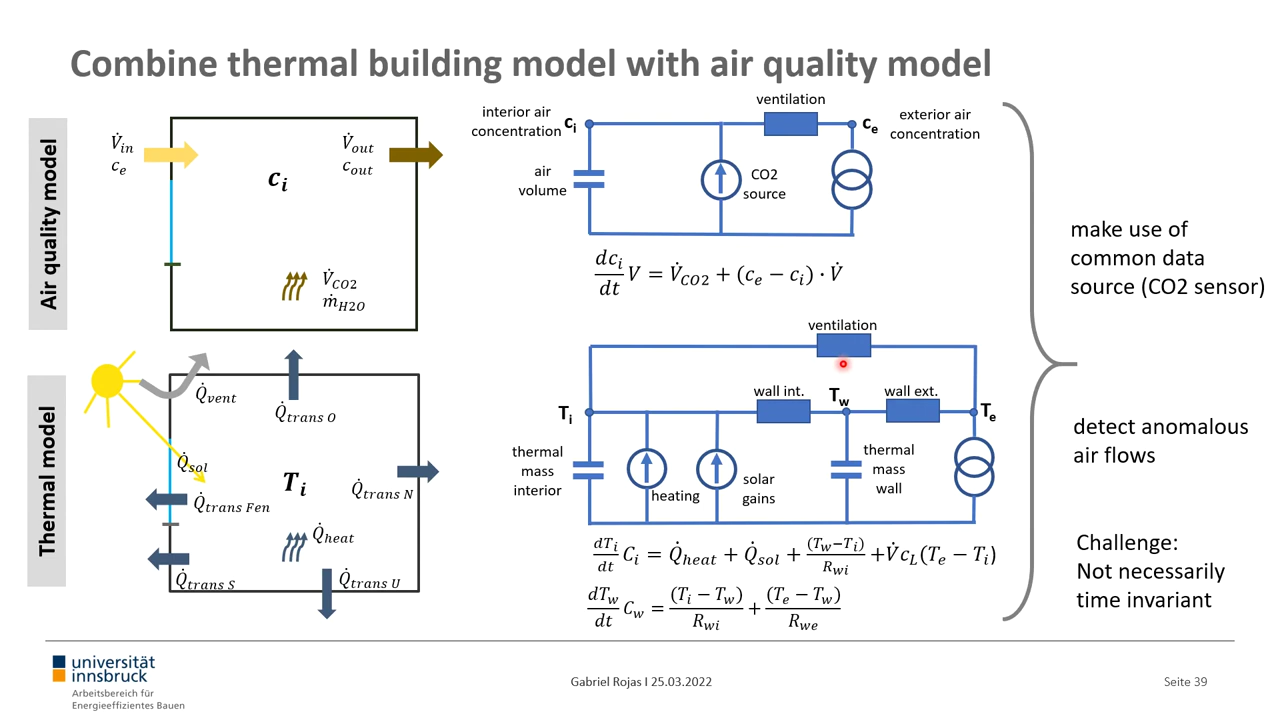 Combine thermal building model with air quality model
Air quality model
V̇in
ce
V̇out
cout
ci
V̇CO2
ṁH2O
interior air
concentration
ci
ventilation
ce
exterior air
concentration
air
volume
CO2
source
dci/dt V = V̇CO2 + (ce − ci) · V̇
Thermal model
Q̇vent
Q̇trans O
Q̇sol
Ti
Q̇trans N
Q̇trans Fen
Q̇heat
Q̇trans S
Q̇trans U
ventilation
Ti
wall int.
Tw
wall ext.
Te
thermal
mass
interior
heating
solar
gains
thermal
mass
wall
dTi/dt Ci = Q̇heat + Q̇sol + (Tw−Ti)/Rwi + V̇cL(Te − Ti)
dTw/dt Cw = (Ti − Tw)/Rwi + (Te − Tw)/Rwe
make use of
common data
source (CO2 sensor)
detect anomalous
air flows
Challenge:
Not necessarily
time invariant
universität
innsbruck
Arbeitsbereich für
Energieeffizientes Bauen
Gabriel Rojas I 25.03.2022
Seite 39